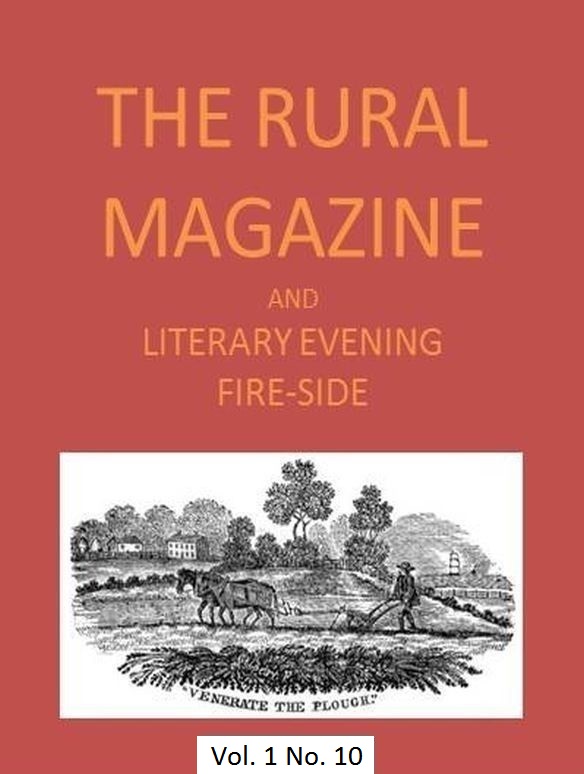 THE RURAL
MAGAZINE
AND
LITERARY EVENING
FIRE-SIDE
"VENERATE THE PLOUGH."
Vol. 1 No. 10